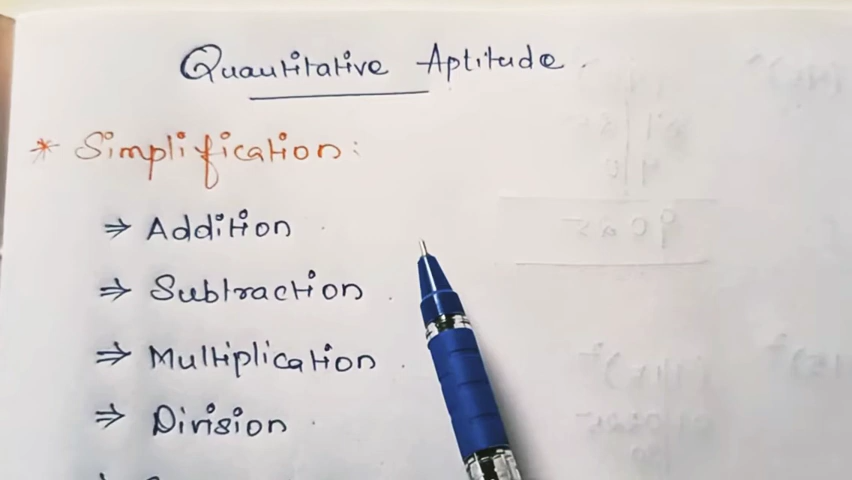 Quantitative Aptitude.
* Simplification:
⇒ Addition
⇒ Subtraction
⇒ Multiplication
⇒ Division